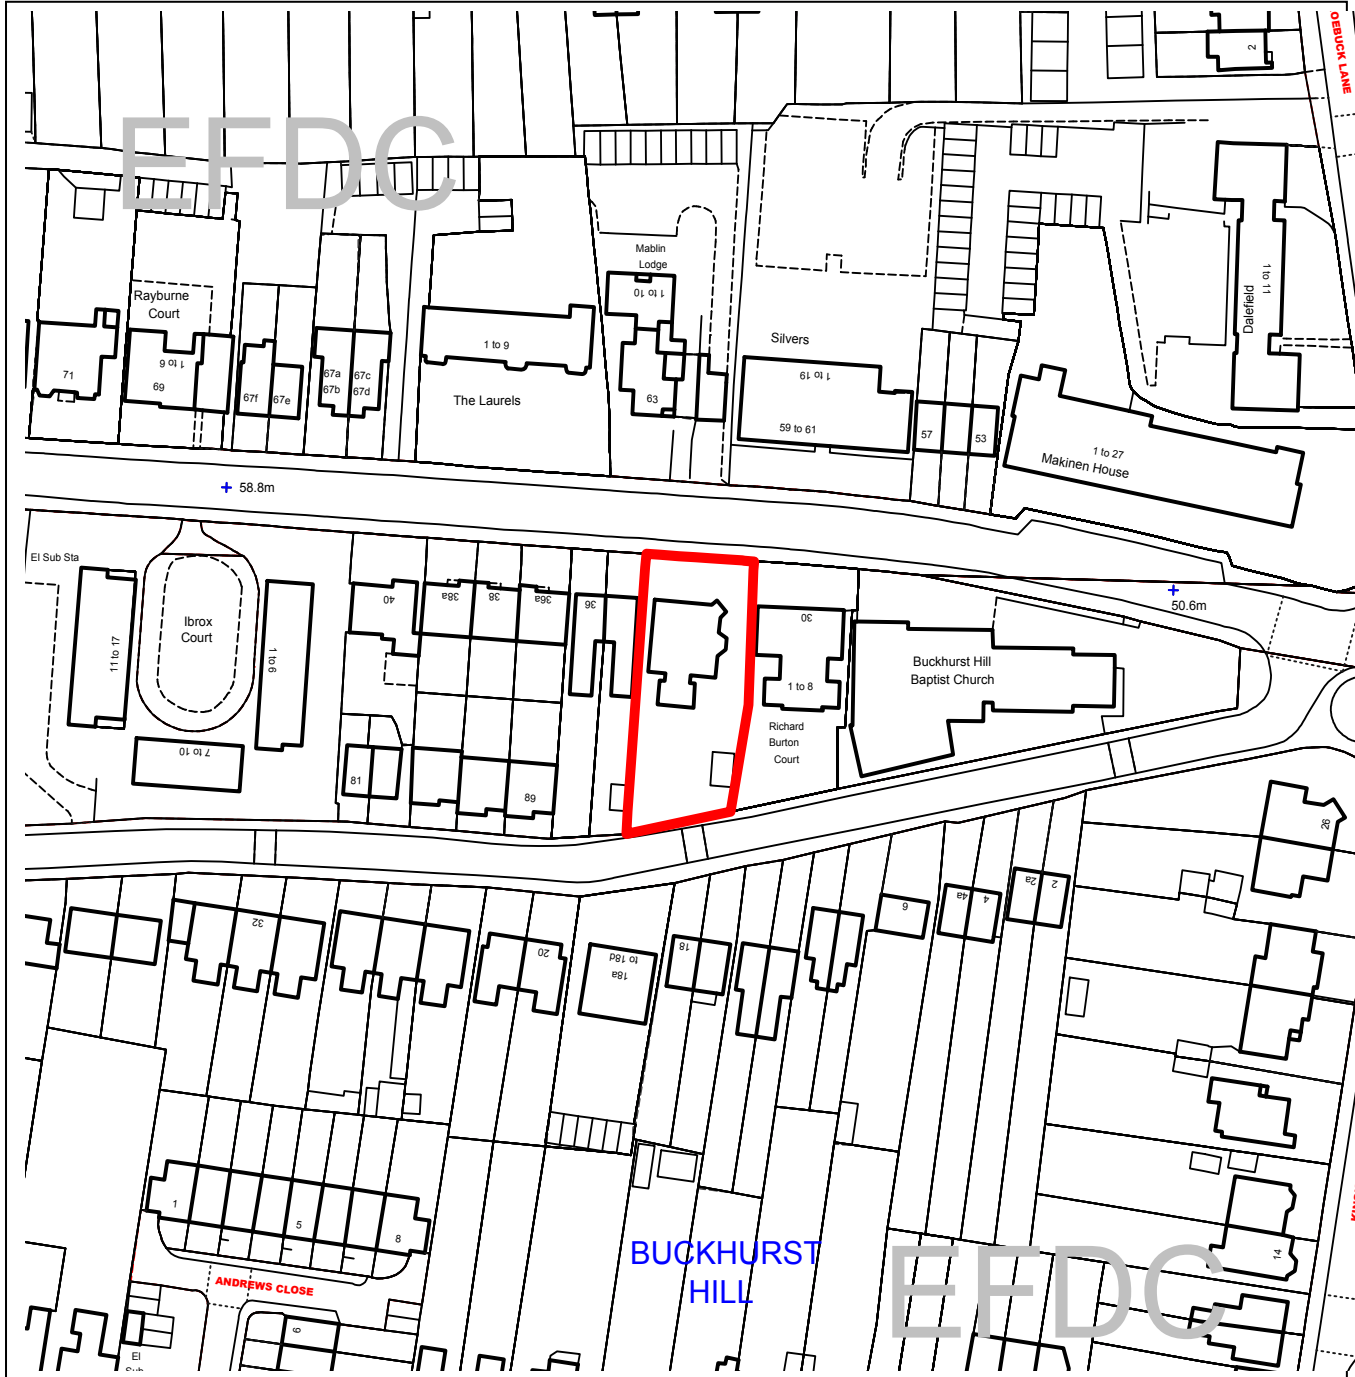 OEBUCK LANE
2
EFDC
Mablin
Lodge
1 to 10
Rayburne
Court
1 to 11
Dalefield
71
1 to 6
69
67f
67e
67a
67b
67c
67d
1 to 9
The Laurels
63
Silvers
1 to 19
59 to 61
57
53
1 to 27
Makinen House
58.8m
50.6m
El Sub Sta
11 to 17
Ibrox
Court
1 to 6
7 to 10
40
38a
38
36a
36
30
1 to 8
Richard
Burton
Court
Buckhurst Hill
Baptist Church
81
89
26
32
20
18a
to 18d
18
6
4a
4
2a
2
1
5
8
ANDREWS CLOSE
BUCKHURST
HILL
14
EFDC
9
El